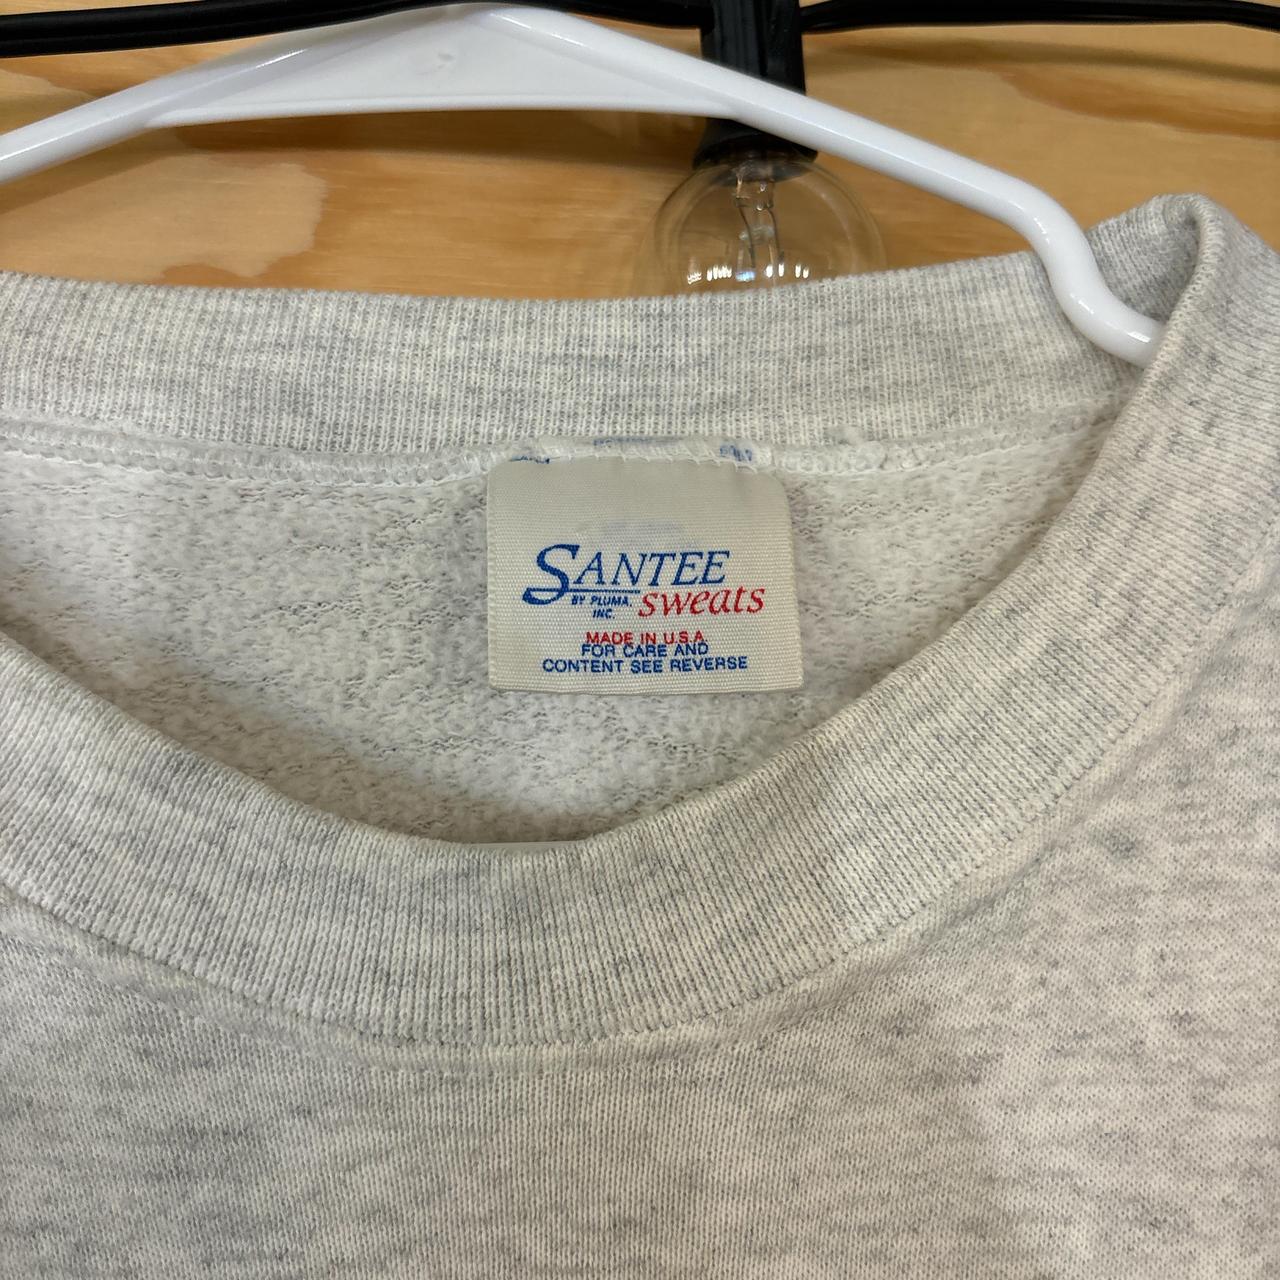 SANTEE
BY PLUMA, sweats
INC.
MADE IN U.S.A
FOR CARE AND
CONTENT SEE REVERSE